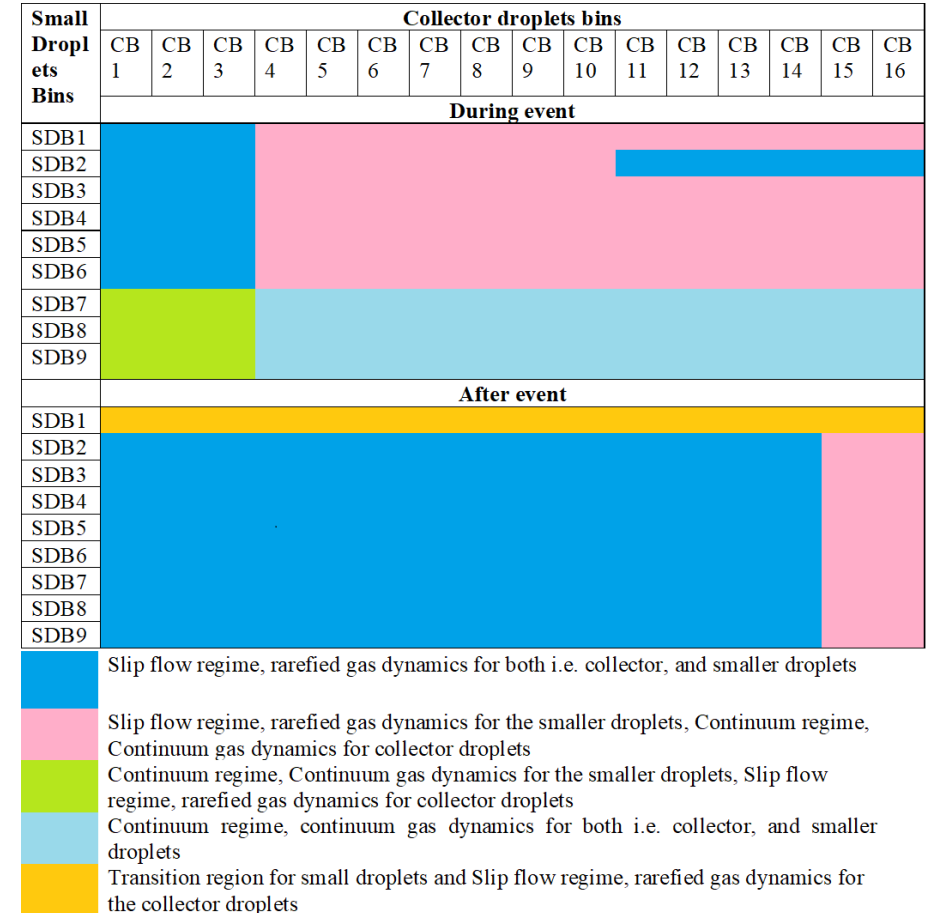 Small Droplets Bins Collector droplets bins
CB 1 CB 2 CB 3 CB 4 CB 5 CB 6 CB 7 CB 8 CB 9 CB 10 CB 11 CB 12 CB 13 CB 14 CB 15 CB 16
During event
SDB1
SDB2
SDB3
SDB4
SDB5
SDB6
SDB7
SDB8
SDB9
After event
SDB1
SDB2
SDB3
SDB4
SDB5
SDB6
SDB7
SDB8
SDB9
Slip flow regime, rarefied gas dynamics for both i.e. collector, and smaller droplets
Slip flow regime, rarefied gas dynamics for the smaller droplets, Continuum regime,
Continuum gas dynamics for collector droplets
Continuum regime, Continuum gas dynamics for the smaller droplets, Slip flow
regime, rarefied gas dynamics for collector droplets
Continuum regime, continuum gas dynamics for both i.e. collector, and smaller
droplets
Transition region for small droplets and Slip flow regime, rarefied gas dynamics for
the collector droplets